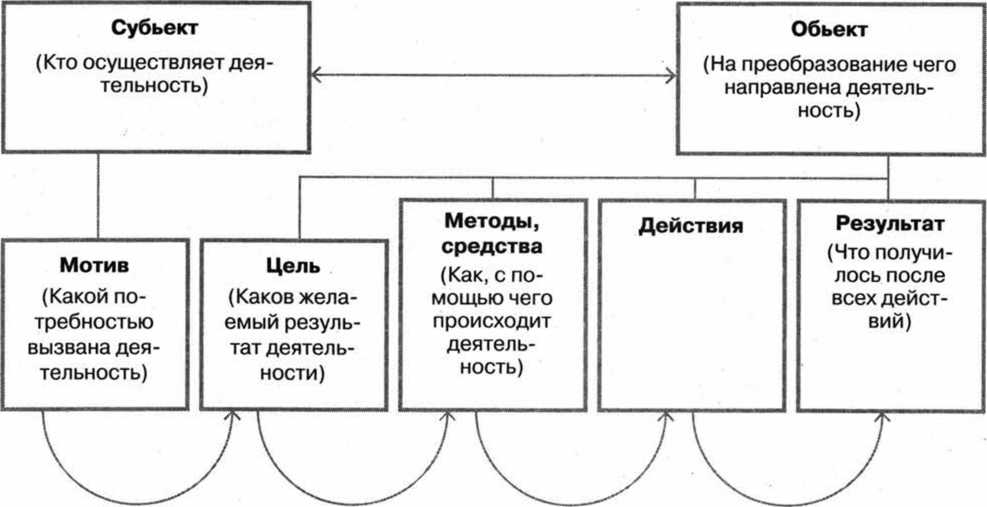 Субьект
(Кто осуществляет дея-
тельность)
Обьект
(На преобразование чего
направлена деятель-
ность)
Мотив
(Какой по-
требностью
вызвана дея-
тельность)
Цель
(Каков жела-
емый резуль-
тат деятель-
ности)
Методы,
средства
(Как, с по-
мощью чего
происходит
деятель-
ность)
Действия
Результат
(Что получи-
лось после
всех дейст-
вий)